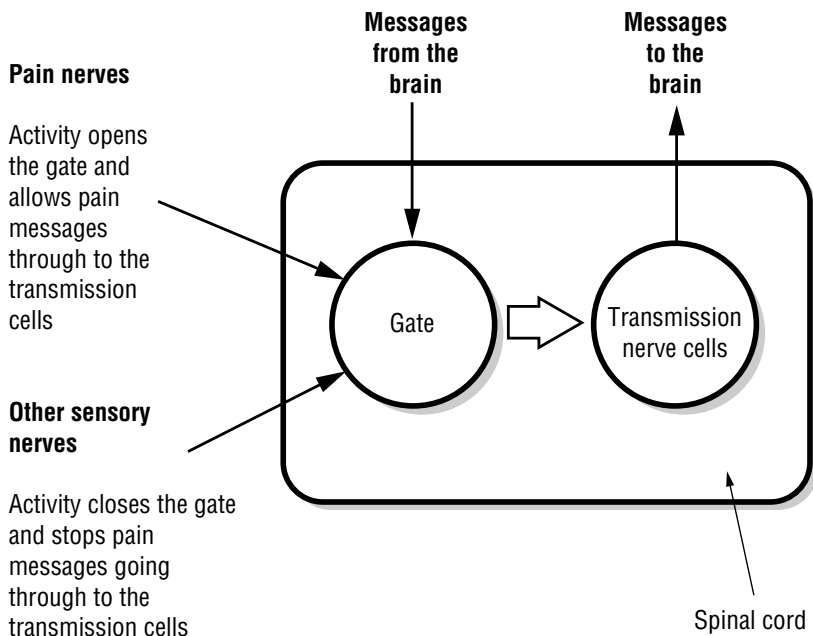 Messages
from the
brain
Messages
to the
brain
Pain nerves
Activity opens
the gate and
allows pain
messages
through to the
transmission
cells
Gate
Transmission
nerve cells
Other sensory
nerves
Activity closes the gate
and stops pain
messages going
through to the
transmission cells
Spinal cord